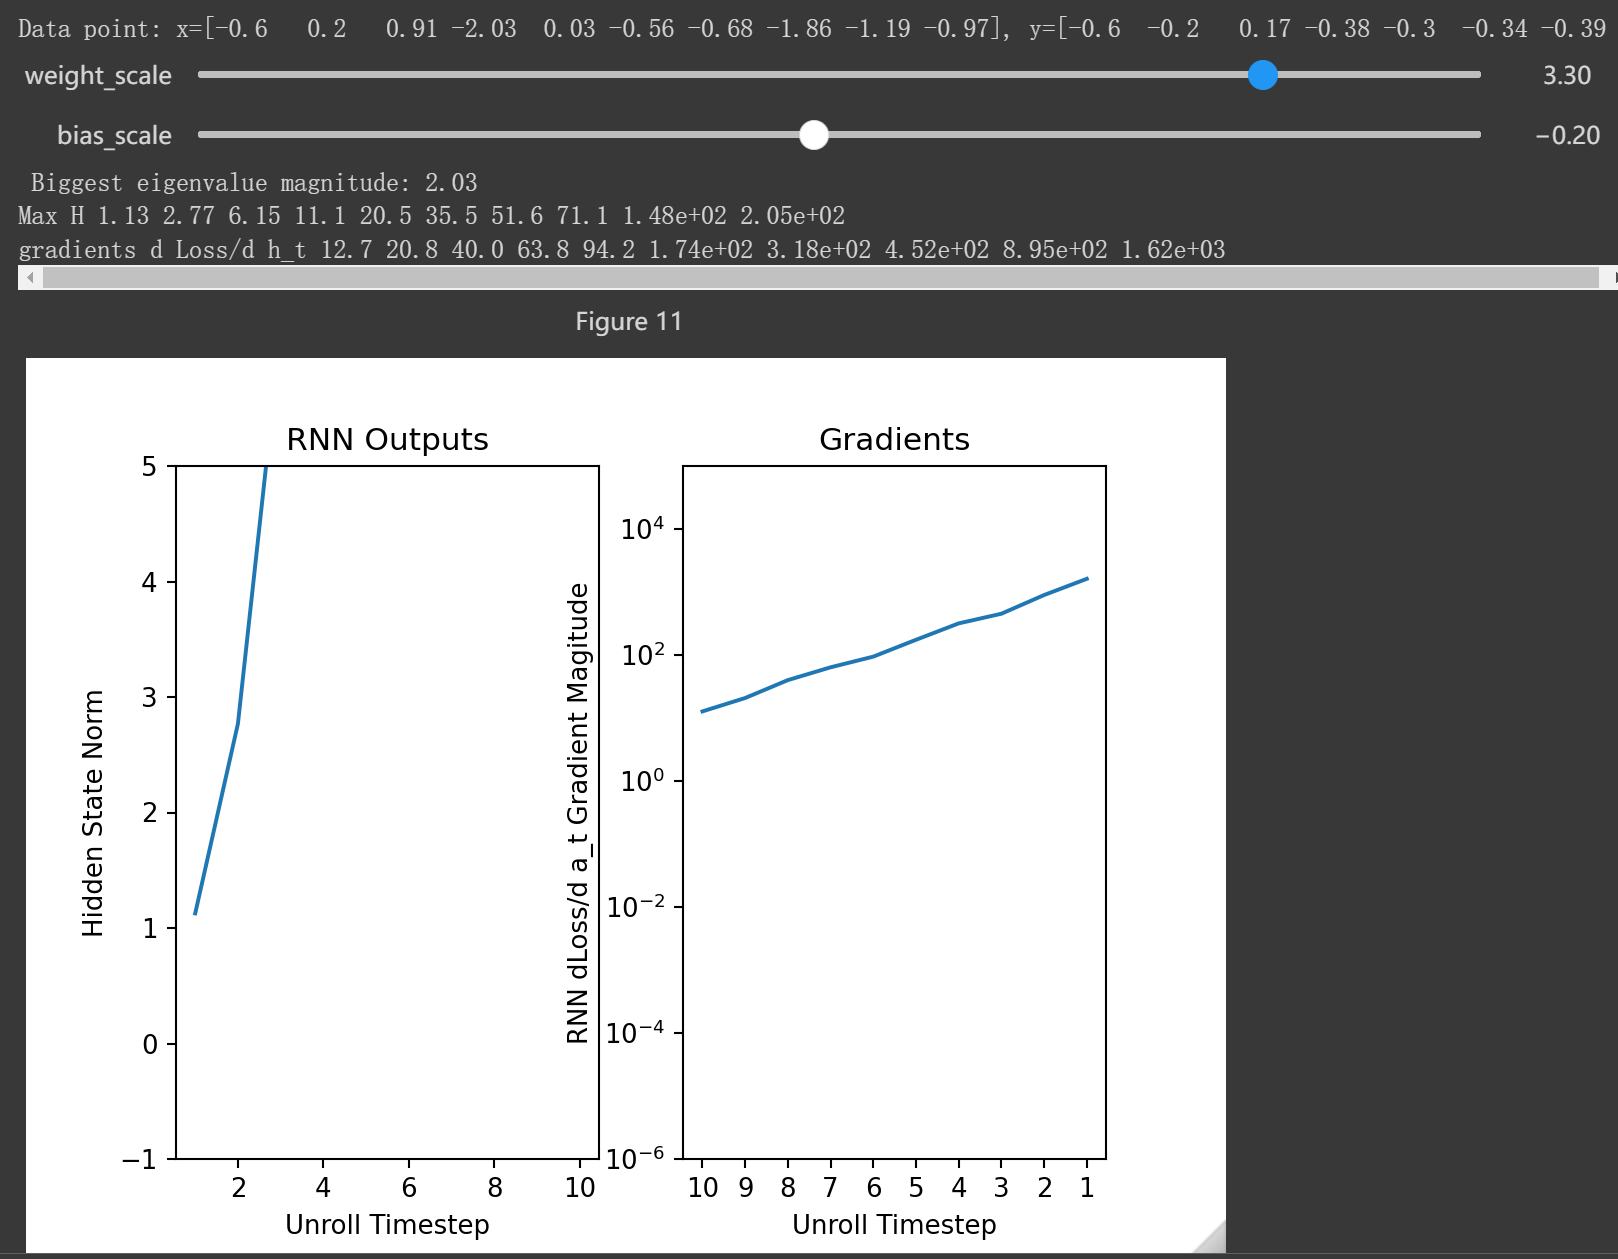 Data point: x=[-0.6 0.2 0.91 -2.03 0.03 -0.56 -0.68 -1.86 -1.19 -0.97], y=[-0.6 -0.2 0.17 -0.38 -0.3 -0.34 -0.39
weight_scale 3.30
bias_scale −0.20
Biggest eigenvalue magnitude: 2.03
Max H 1.13 2.77 6.15 11.1 20.5 35.5 51.6 71.1 1.48e+02 2.05e+02
gradients d Loss/d h_t 12.7 20.8 40.0 63.8 94.2 1.74e+02 3.18e+02 4.52e+02 8.95e+02 1.62e+03
Figure 11
RNN Outputs
Hidden State Norm
5
4
3
2
1
0
−1
2 4 6 8 10
Unroll Timestep
Gradients
RNN dLoss/d a_t Gradient Magitude
10⁴
10²
10⁰
10⁻²
10⁻⁴
10⁻⁶
10 9 8 7 6 5 4 3 2 1
Unroll Timestep